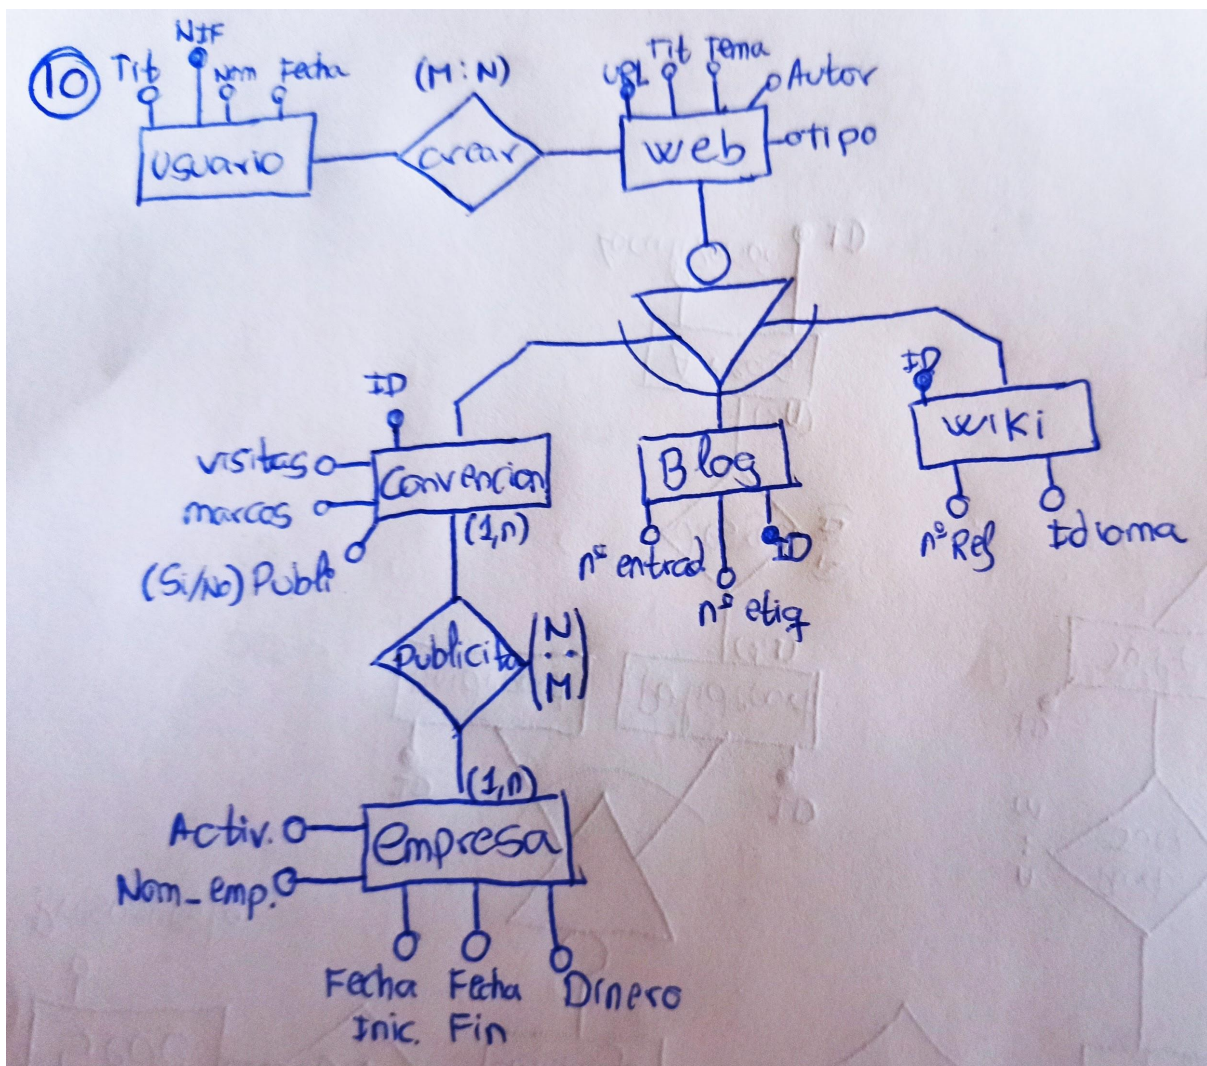 10
Tit NIF Nom Fecha
(M:N)
URL Tit Tema
Autor
tipo
usuario
crear
web
ID
visitas
marcos
(Si/No) Publi
Convencion
(1,n)
Blog
nº entrad
nº etiq
ID
ID
wiki
nº Ref
Idioma
publicita
(N:M)
(1,n)
empresa
Activ.
Nom_emp.
Fecha
Inic.
Fecha
Fin
Dinero